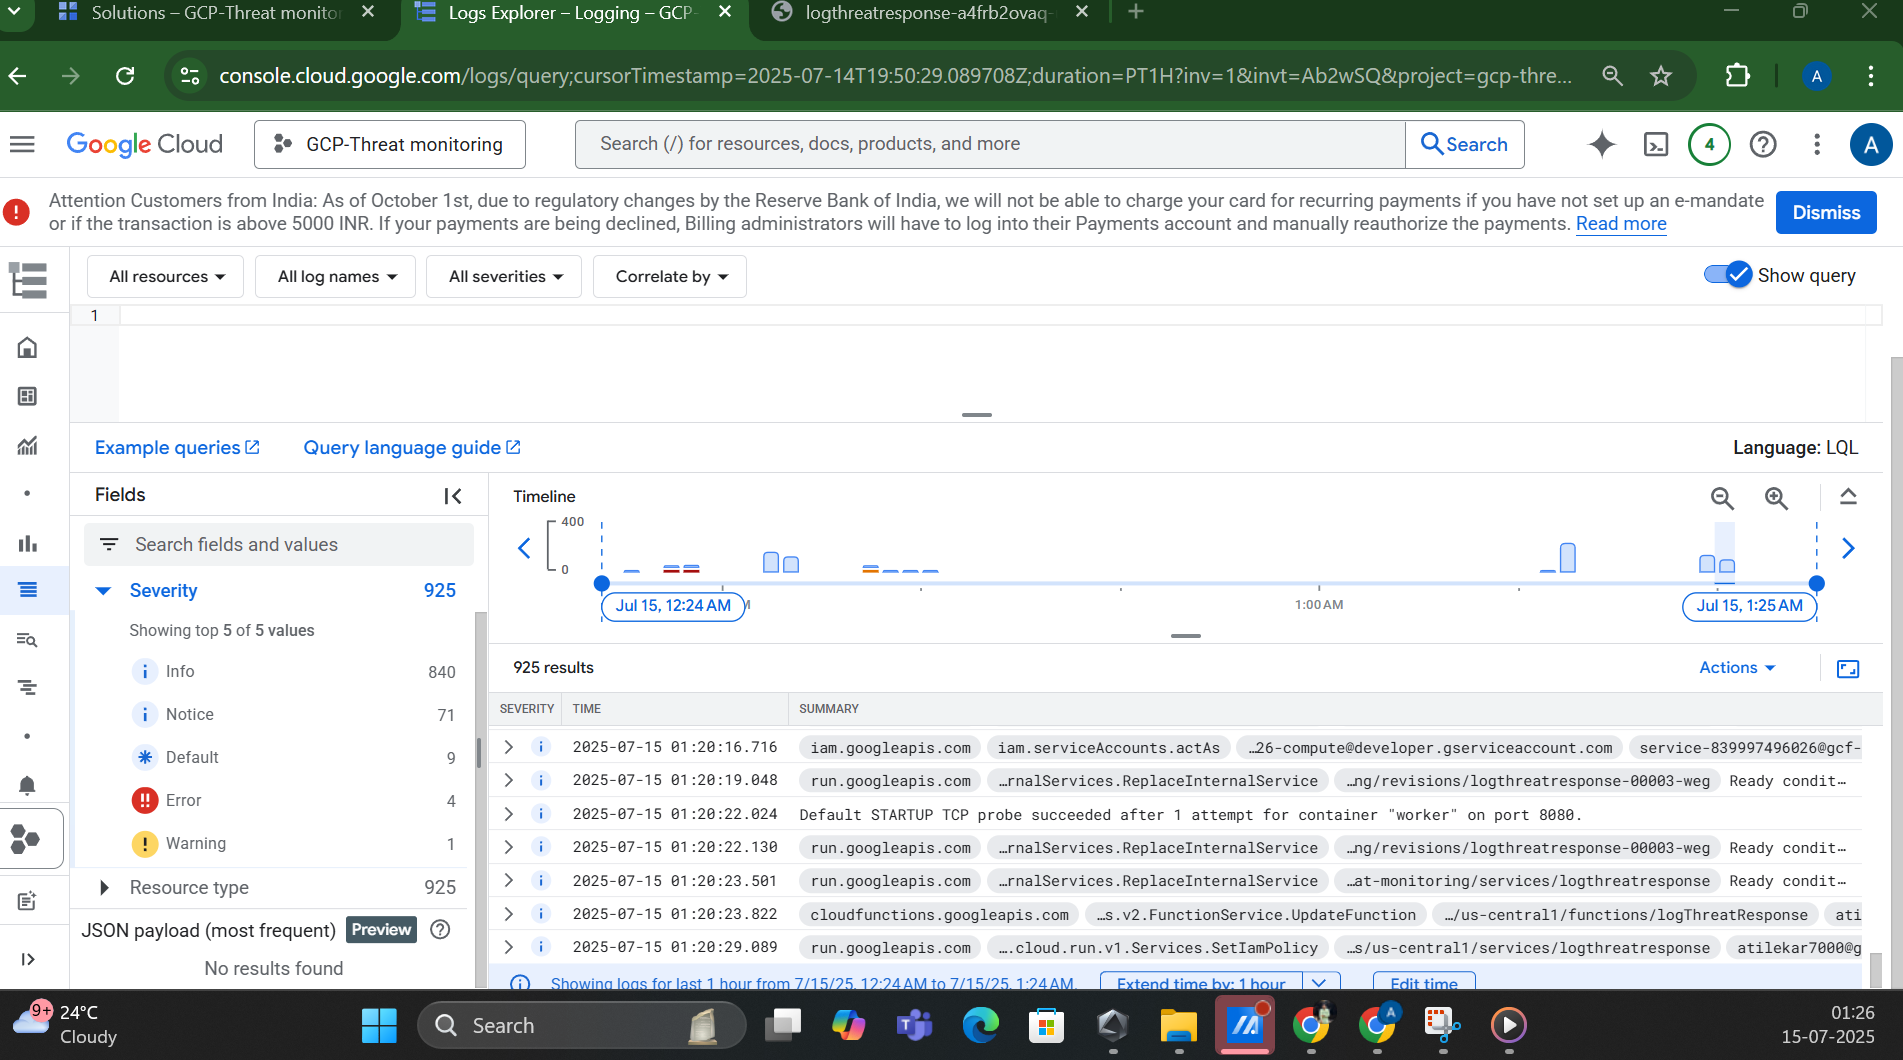 Solutions – GCP-Threat monitor
Logs Explorer – Logging – GCP-
logthreatresponse-a4frb2ovaq-
console.cloud.google.com/logs/query;cursorTimestamp=2025-07-14T19:50:29.089708Z;duration=PT1H?inv=1&invt=Ab2wSQ&project=gcp-thre...
A
Google Cloud
GCP-Threat monitoring
Search (/) for resources, docs, products, and more
Search
4
A
Attention Customers from India: As of October 1st, due to regulatory changes by the Reserve Bank of India, we will not be able to charge your card for recurring payments if you have not set up an e-mandate
or if the transaction is above 5000 INR. If your payments are being declined, Billing administrators will have to log into their Payments account and manually reauthorize the payments. Read more
Dismiss
All resources
All log names
All severities
Correlate by
Show query
1
Example queries
Query language guide
Language: LQL
Fields
Search fields and values
Severity 925
Showing top 5 of 5 values
Info 840
Notice 71
Default 9
Error 4
Warning 1
Resource type 925
JSON payload (most frequent) Preview
No results found
Timeline
400
0
Jul 15, 12:24 AM
1:00 AM
Jul 15, 1:25 AM
925 results
Actions
SEVERITY TIME SUMMARY
2025-07-15 01:20:16.716 iam.googleapis.com iam.serviceAccounts.actAs …26-compute@developer.gserviceaccount.com service-839997496026@gcf-
2025-07-15 01:20:19.048 run.googleapis.com …rnalServices.ReplaceInternalService …ng/revisions/logthreatresponse-00003-weg Ready condit…
2025-07-15 01:20:22.024 Default STARTUP TCP probe succeeded after 1 attempt for container "worker" on port 8080.
2025-07-15 01:20:22.130 run.googleapis.com …rnalServices.ReplaceInternalService …ng/revisions/logthreatresponse-00003-weg Ready condit…
2025-07-15 01:20:23.501 run.googleapis.com …rnalServices.ReplaceInternalService …at-monitoring/services/logthreatresponse Ready condit…
2025-07-15 01:20:23.822 cloudfunctions.googleapis.com …s.v2.FunctionService.UpdateFunction …/us-central1/functions/logThreatResponse ati
2025-07-15 01:20:29.089 run.googleapis.com ….cloud.run.v1.Services.SetIamPolicy …s/us-central1/services/logthreatresponse atilekar7000@g
Showing logs for last 1 hour from 7/15/25, 12:24 AM to 7/15/25, 1:24 AM.
Extend time by: 1 hour
Edit time
9+
24°C
Cloudy
Search
A
01:26
15-07-2025